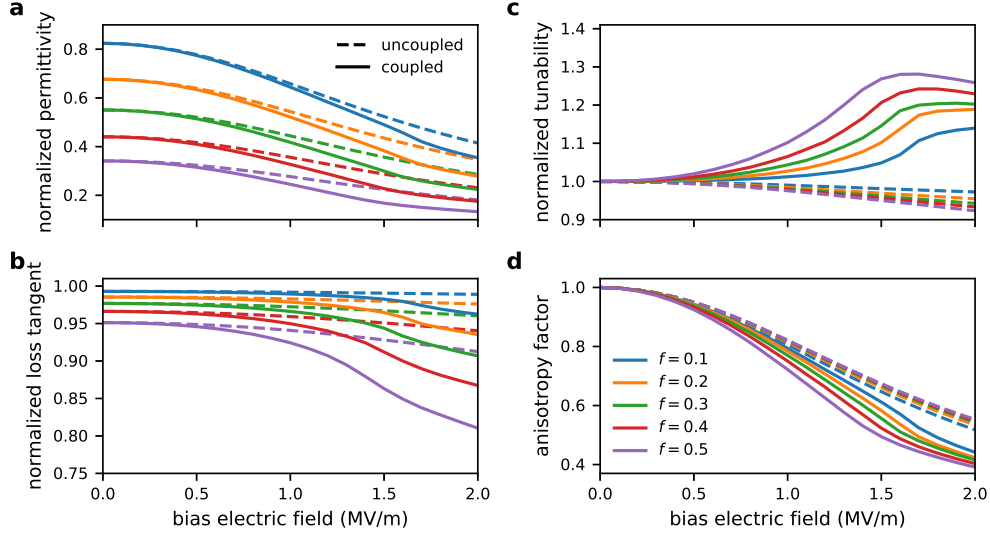 a
normalized permittivity
0.8
0.6
0.4
0.2
uncoupled
coupled
c
normalized tunability
1.4
1.3
1.2
1.1
1.0
0.9
b
normalized loss tangent
1.00
0.95
0.90
0.85
0.80
0.75
0.0 0.5 1.0 1.5 2.0
bias electric field (MV/m)
d
anisotropy factor
1.0
0.8
0.6
0.4
f = 0.1
f = 0.2
f = 0.3
f = 0.4
f = 0.5
0.0 0.5 1.0 1.5 2.0
bias electric field (MV/m)